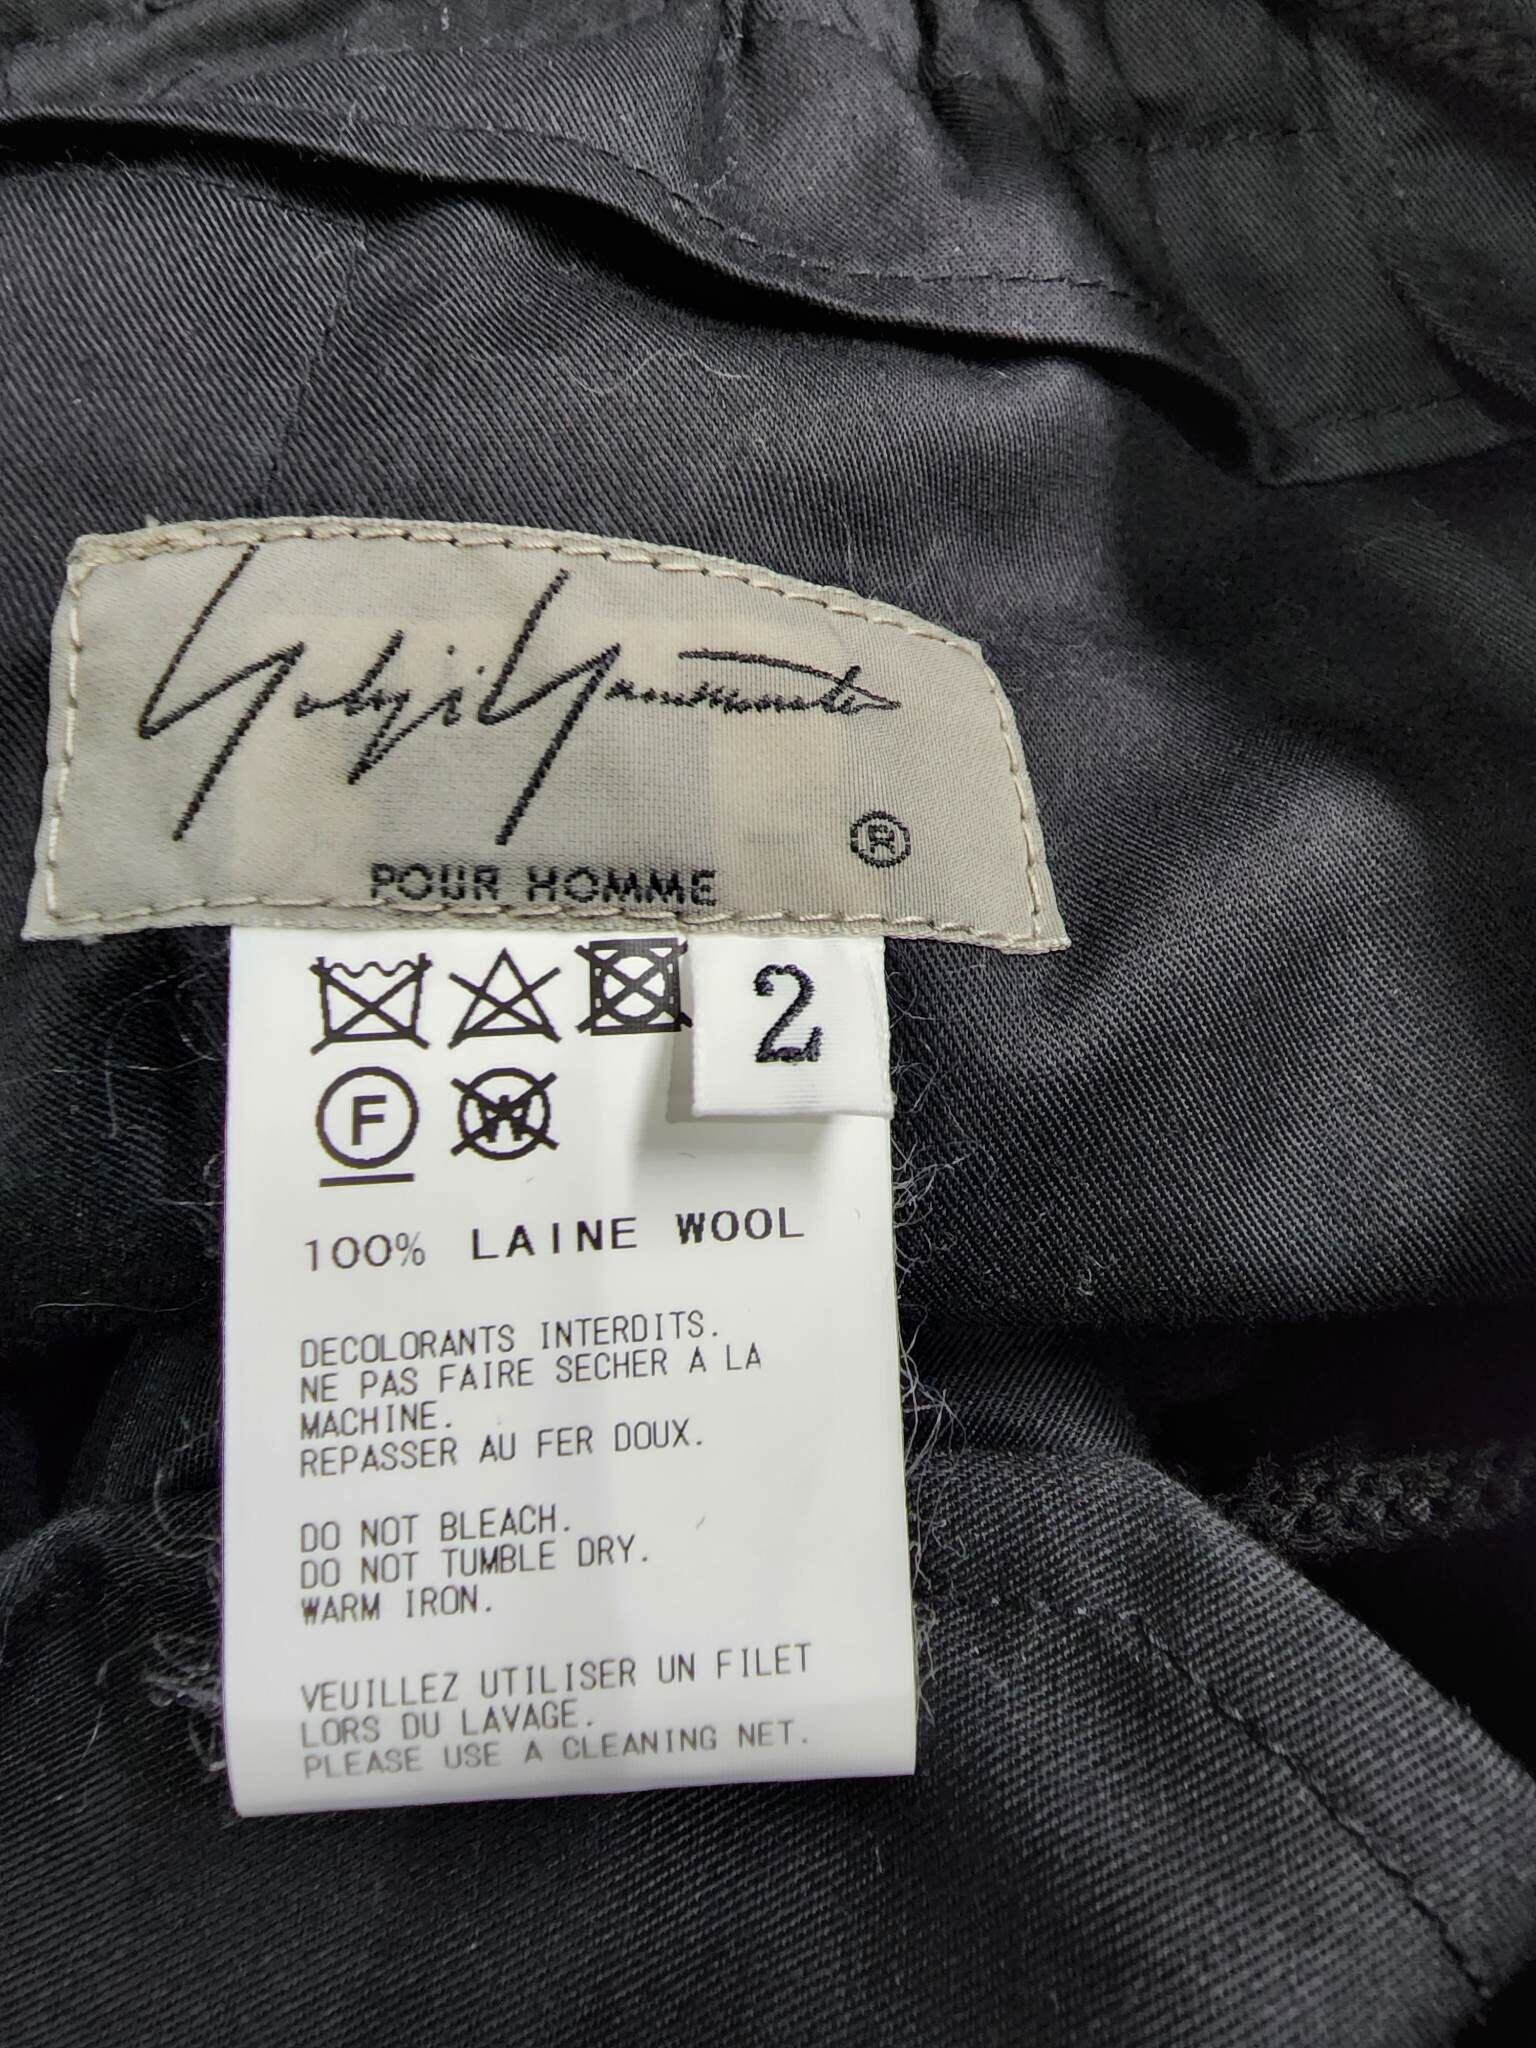 Yohji Yamamoto
®
POUR HOMME
2
F
W
100% LAINE WOOL
DECOLORANTS INTERDITS.
NE PAS FAIRE SECHER A LA
MACHINE.
REPASSER AU FER DOUX.
DO NOT BLEACH.
DO NOT TUMBLE DRY.
WARM IRON.
VEUILLEZ UTILISER UN FILET
LORS DU LAVAGE.
PLEASE USE A CLEANING NET.